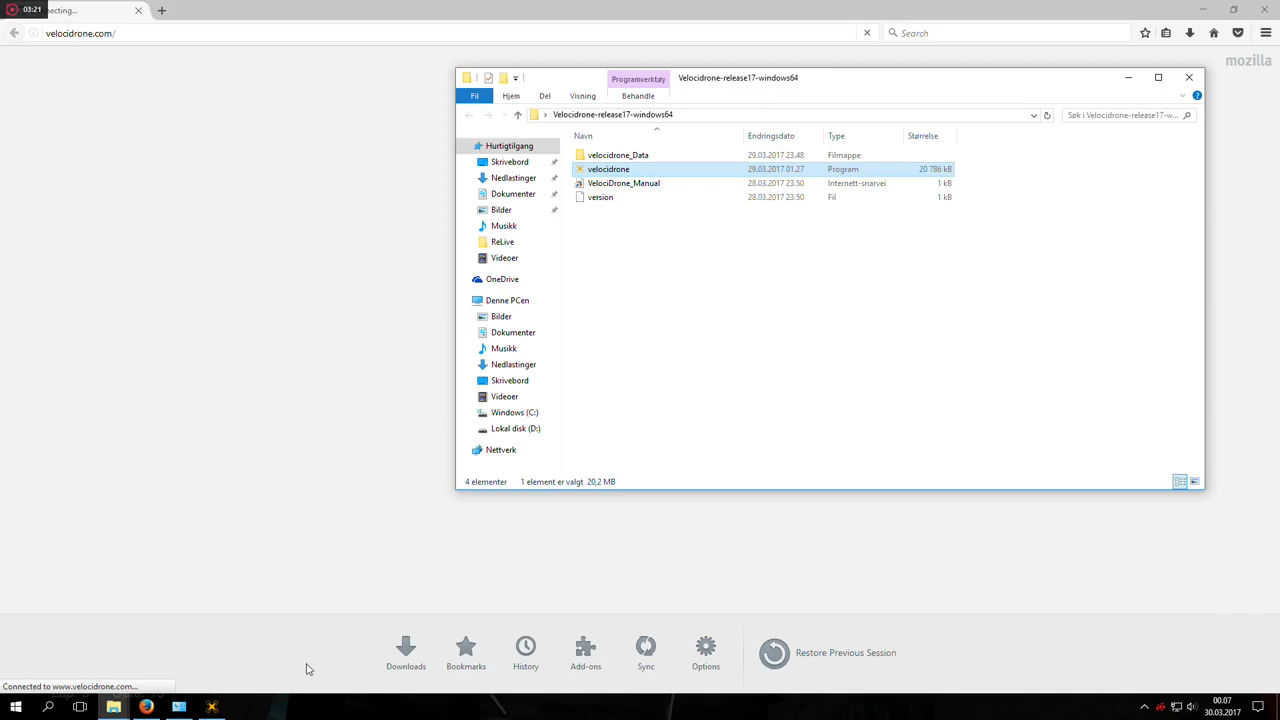 03:21
necting...
velocidrone.com/
Search
mozilla
Programverktøy
Velocidrone-release17-windows64
Fil
Hjem
Del
Visning
Behandle
Velocidrone-release17-windows64
Søk i Velocidrone-release17-w...
Navn
Endringsdato
Type
Størrelse
velocidrone_Data
29.03.2017 23.48
Filmappe
velocidrone
29.03.2017 01.27
Program
20 786 kB
VelociDrone_Manual
28.03.2017 23.50
Internett-snarvei
1 kB
version
28.03.2017 23.50
Fil
1 kB
Hurtigtilgang
Skrivebord
Nedlastinger
Dokumenter
Bilder
Musikk
ReLive
Videoer
OneDrive
Denne PCen
Bilder
Dokumenter
Musikk
Nedlastinger
Skrivebord
Videoer
Windows (C:)
Lokal disk (D:)
Nettverk
4 elementer
1 element er valgt 20,2 MB
Downloads
Bookmarks
History
Add-ons
Sync
Options
Restore Previous Session
Connected to www.velocidrone.com...
00.07
30.03.2017